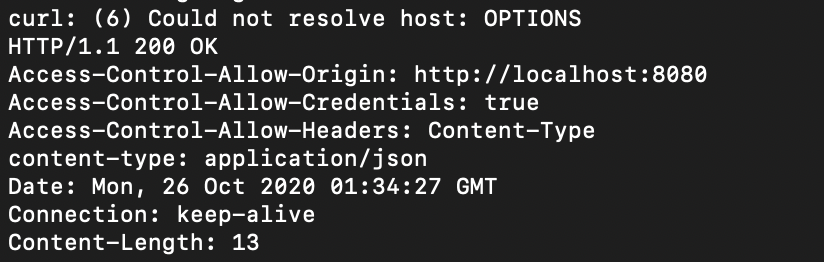 curl: (6) Could not resolve host: OPTIONS
HTTP/1.1 200 OK
Access-Control-Allow-Origin: http://localhost:8080
Access-Control-Allow-Credentials: true
Access-Control-Allow-Headers: Content-Type
content-type: application/json
Date: Mon, 26 Oct 2020 01:34:27 GMT
Connection: keep-alive
Content-Length: 13